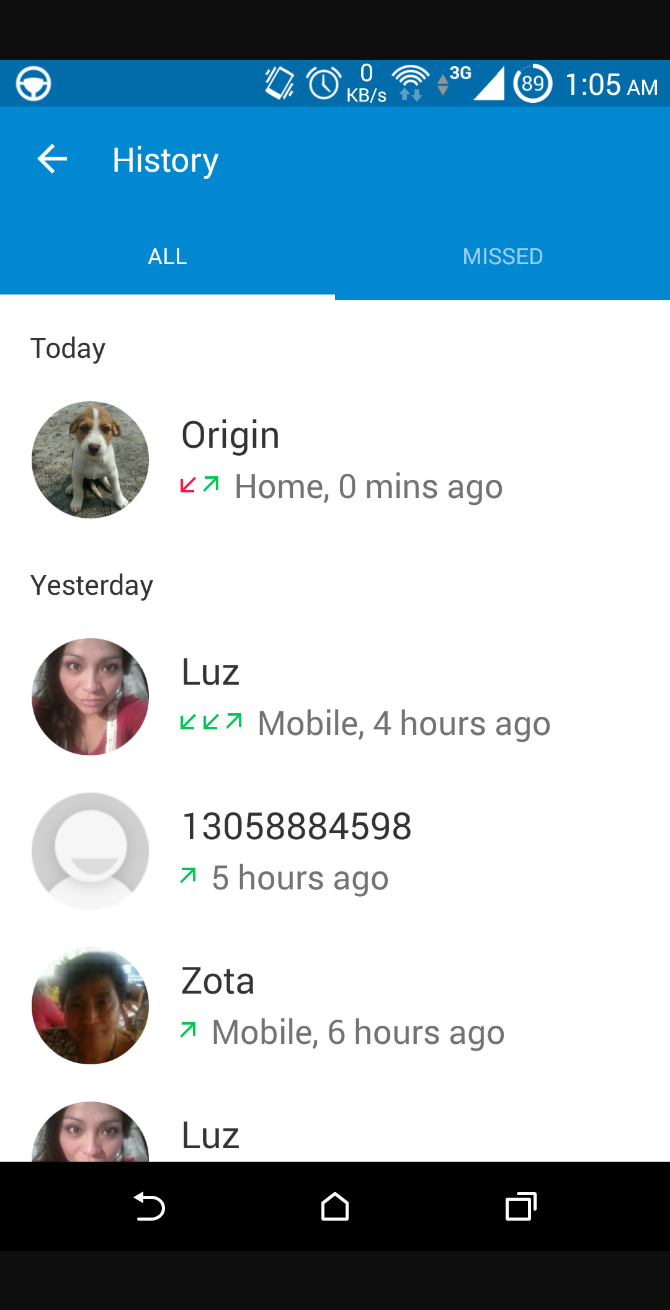 0 KB/s 3G 89 1:05 AM
History
ALL MISSED
Today
Origin
Home, 0 mins ago
Yesterday
Luz
Mobile, 4 hours ago
13058884598
5 hours ago
Zota
Mobile, 6 hours ago
Luz